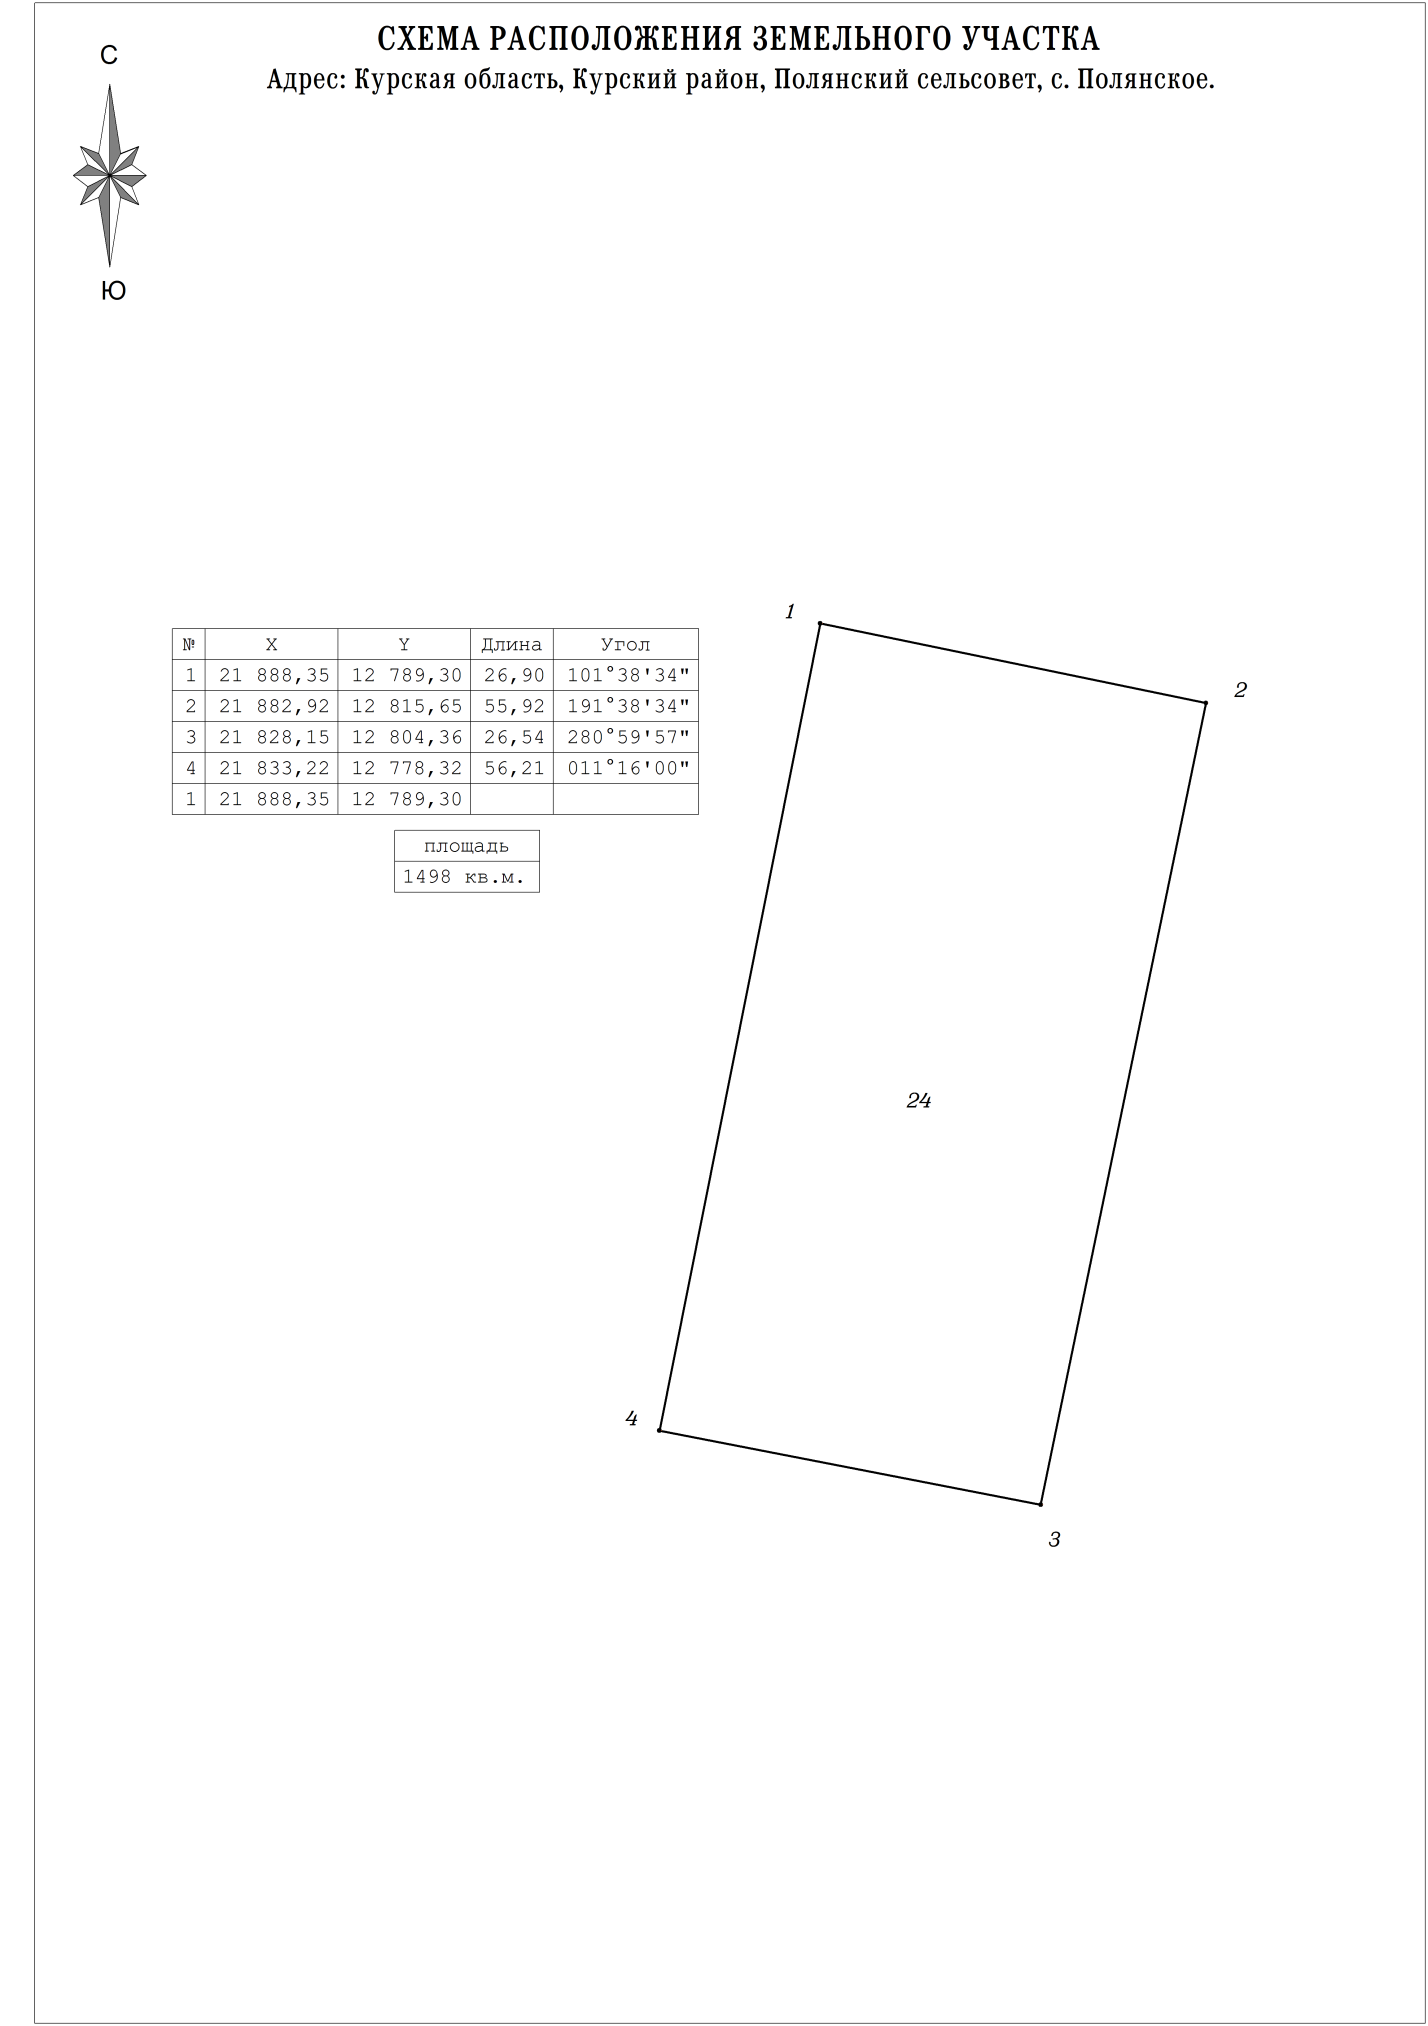 СХЕМА РАСПОЛОЖЕНИЯ ЗЕМЕЛЬНОГО УЧАСТКА
Адрес: Курская область, Курский район, Полянский сельсовет, с. Полянское.
С
Ю
№ X Y Длина Угол
1 21 888,35 12 789,30 26,90 101°38'34"
2 21 882,92 12 815,65 55,92 191°38'34"
3 21 828,15 12 804,36 26,54 280°59'57"
4 21 833,22 12 778,32 56,21 011°16'00"
1 21 888,35 12 789,30
площадь
1498 кв.м.
1
2
24
4
3